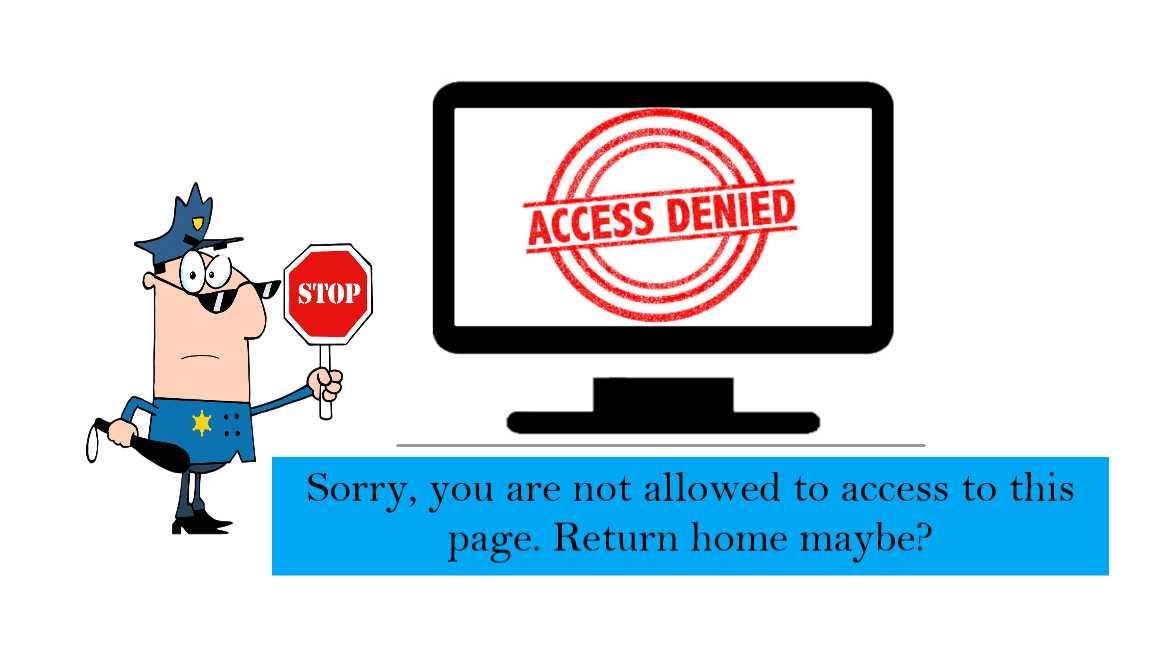 ACCESS DENIED
STOP
Sorry, you are not allowed to access to this
page. Return home maybe?